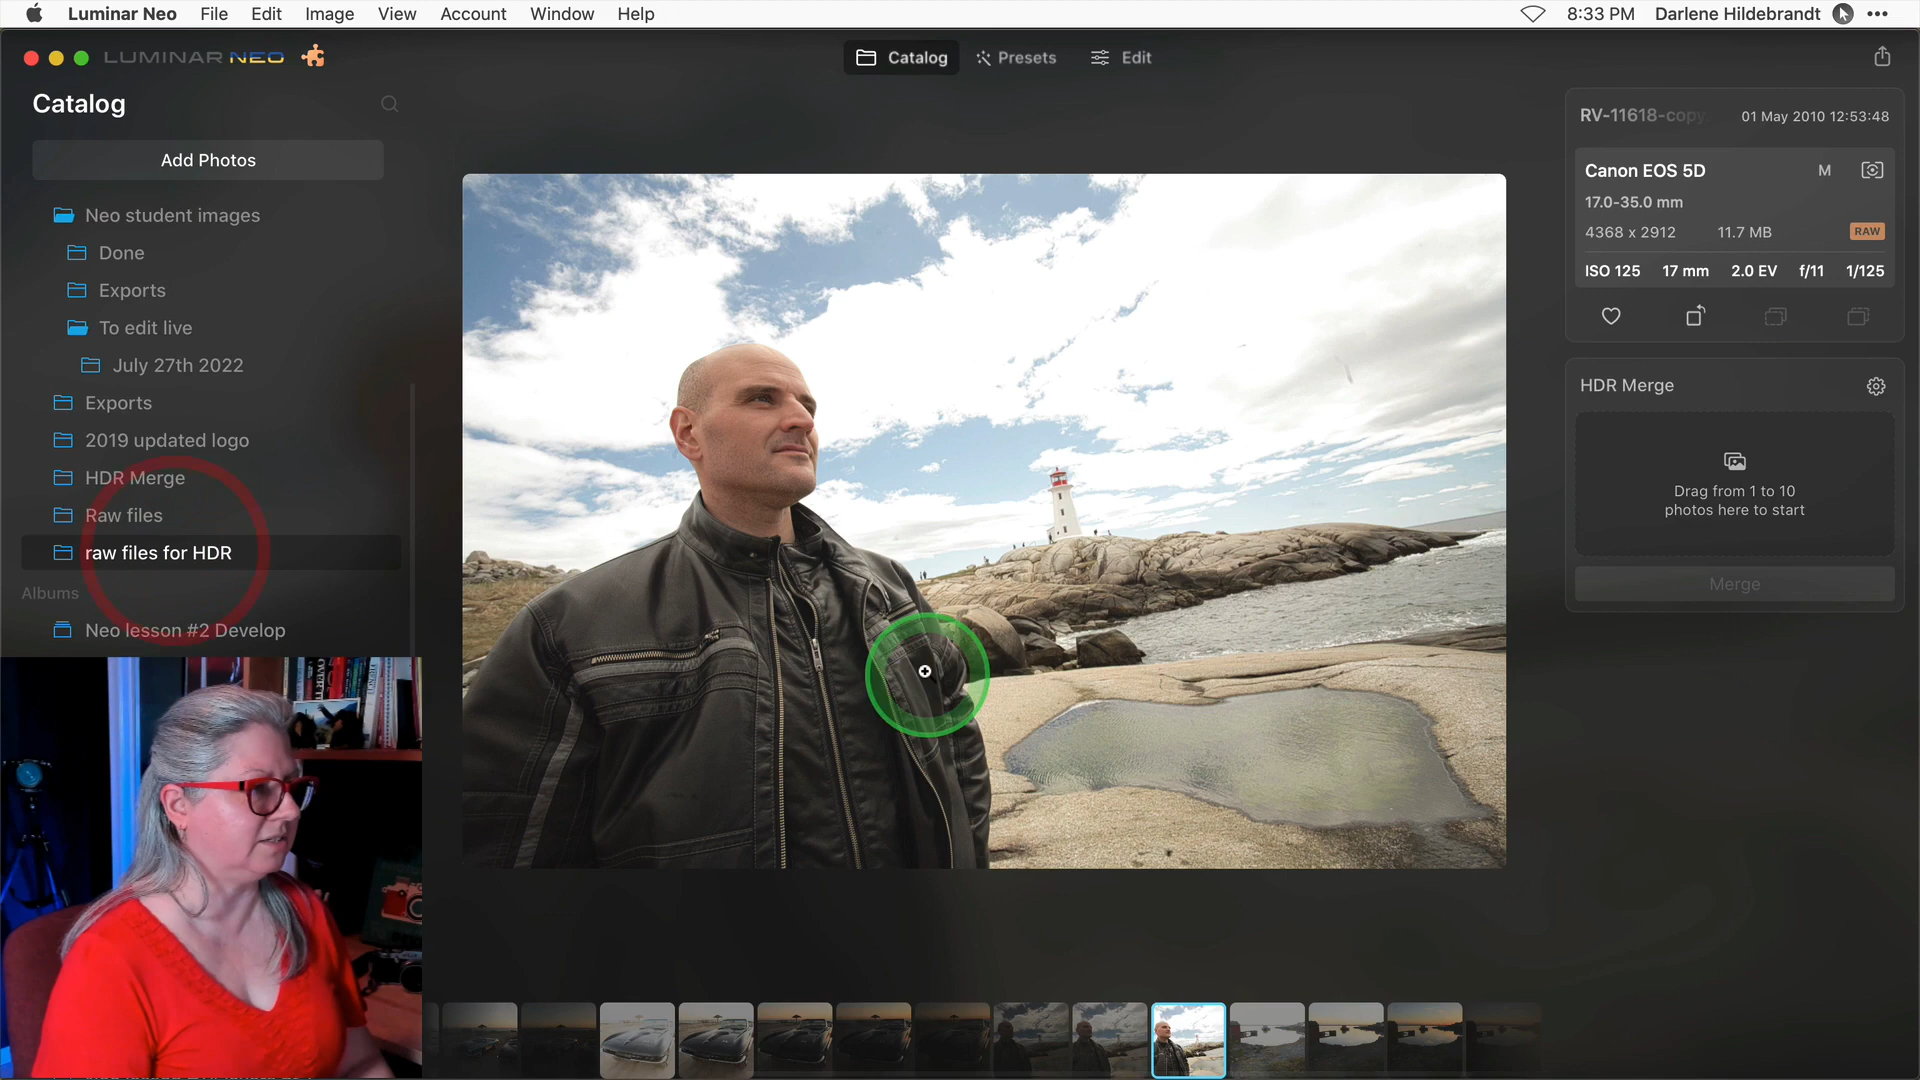 Luminar Neo File Edit Image View Account Window Help 8:33 PM Darlene Hildebrandt
LUMINAR NEO Catalog Presets Edit
Catalog
Add Photos
Neo student images
Done
Exports
To edit live
July 27th 2022
Exports
2019 updated logo
HDR Merge
Raw files
raw files for HDR
Albums
Neo lesson #2 Develop
RV-11618-copy 01 May 2010 12:53:48
Canon EOS 5D M
17.0-35.0 mm
4368 x 2912 11.7 MB RAW
ISO 125 17 mm 2.0 EV f/11 1/125
HDR Merge
Drag from 1 to 10
photos here to start
Merge